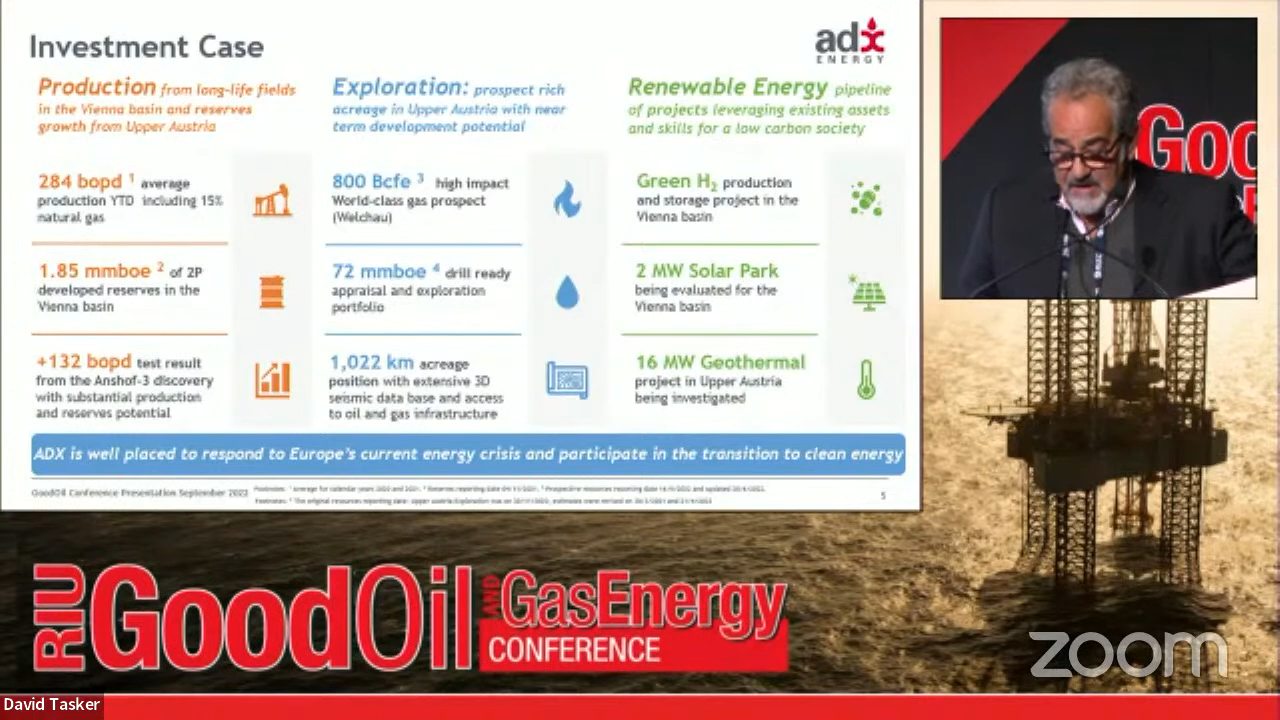 Investment Case
adx
ENERGY
Production from long-life fields
in the Vienna basin and reserves
growth from Upper Austria
Exploration: prospect rich
acreage in Upper Austria with near
term development potential
Renewable Energy pipeline
of projects leveraging existing assets
and skills for a low carbon society
284 bopd 1 average
production YTD including 15%
natural gas
800 Bcfe 3 high impact
World-class gas prospect
(Welchau)
Green H2 production
and storage project in the
Vienna basin
1.85 mmboe 2 of 2P
developed reserves in the
Vienna basin
72 mmboe 4 drill ready
appraisal and exploration
portfolio
2 MW Solar Park
being evaluated for the
Vienna basin
+132 bopd test result
from the Anshof-3 discovery
with substantial production
and reserves potential
1,022 km acreage
position with extensive 3D
seismic data base and access
to oil and gas infrastructure
16 MW Geothermal
project in Upper Austria
being investigated
ADX is well placed to respond to Europe's current energy crisis and participate in the transition to clean energy
GoodOil Conference Presentation September 2022
5
Goo
E
RIU
GoodOil
AND
GasEnergy
CONFERENCE
zoom
David Tasker